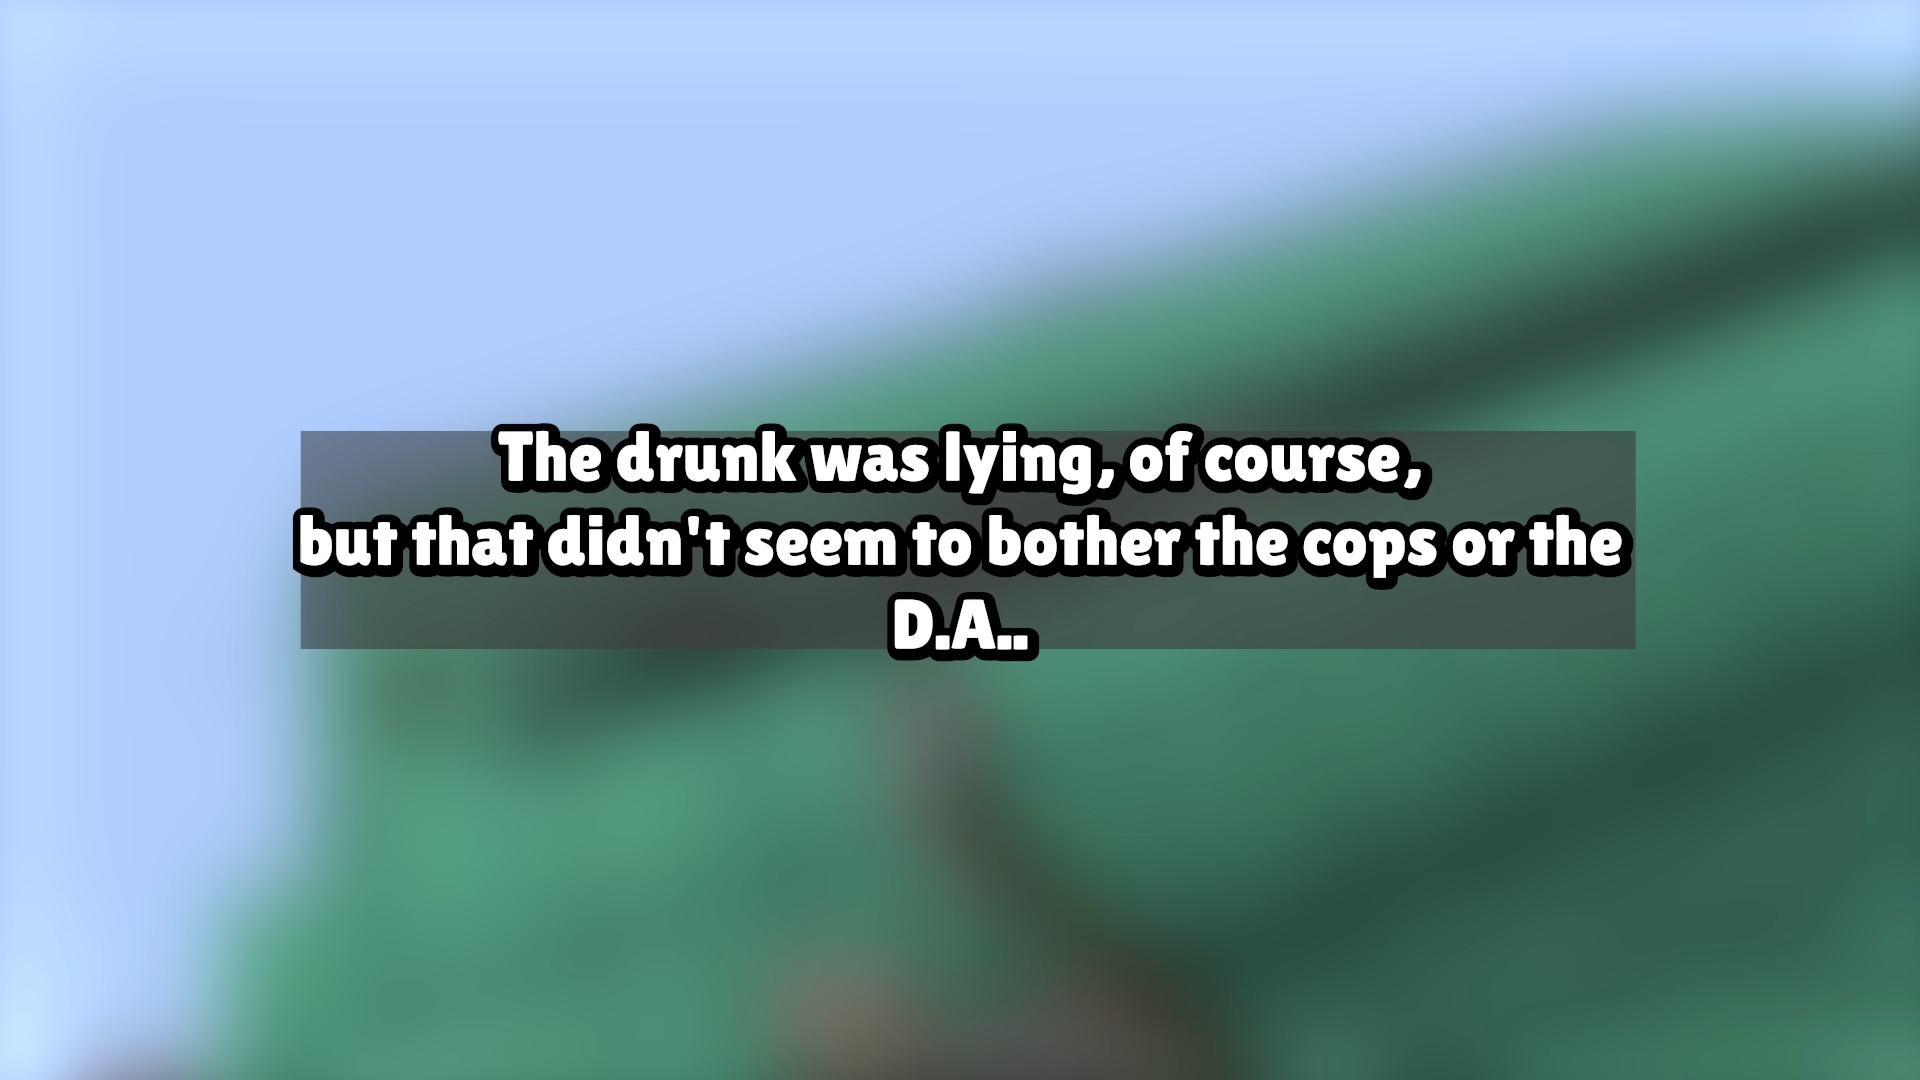 The drunk was lying, of course,
but that didn't seem to bother the cops or the
D.A..